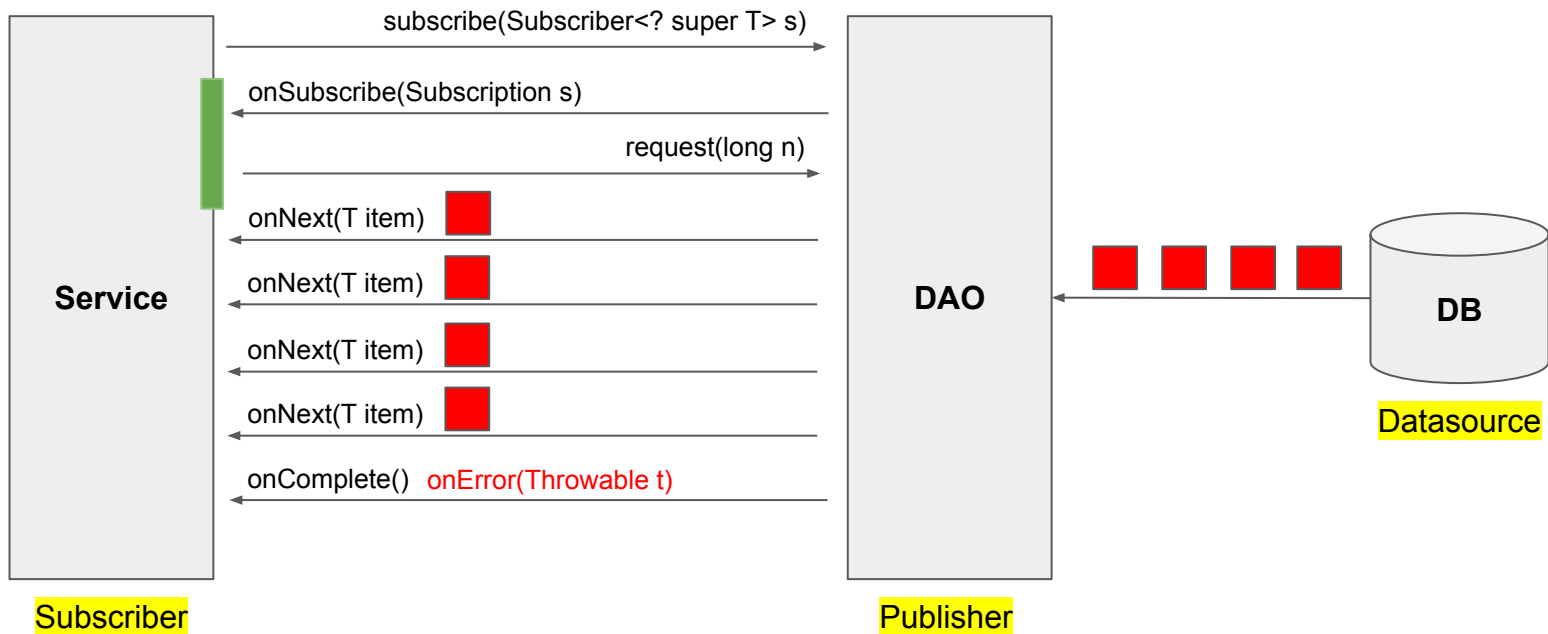 subscribe(Subscriber<? super T> s)
onSubscribe(Subscription s)
request(long n)
onNext(T item)
onNext(T item)
Service
DAO
DB
onNext(T item)
onNext(T item)
Datasource
onComplete() onError(Throwable t)
Subscriber
Publisher